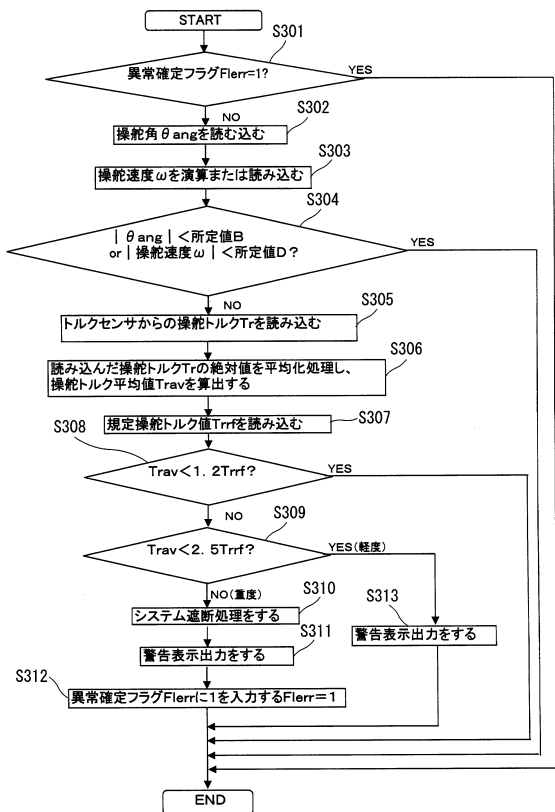 START
S301
異常確定フラグFlerr=1?
YES
NO
S302
操舵角θangを読む込む
S303
操舵速度ωを演算または読み込む
S304
|θang|<所定値B
or|操舵速度ω|<所定値D?
YES
NO
S305
トルクセンサからの操舵トルクTrを読み込む
S306
読み込んだ操舵トルクTrの絶対値を平均化処理し、
操舵トルク平均値Travを算出する
S307
規定操舵トルク値Trrfを読み込む
S308
Trav<1.2Trrf?
YES
NO
S309
Trav<2.5Trrf?
YES(軽度)
NO(重度)
S310
システム遮断処理をする
S313
警告表示出力をする
S311
警告表示出力をする
S312
異常確定フラグFlerrに1を入力するFlerr=1
END